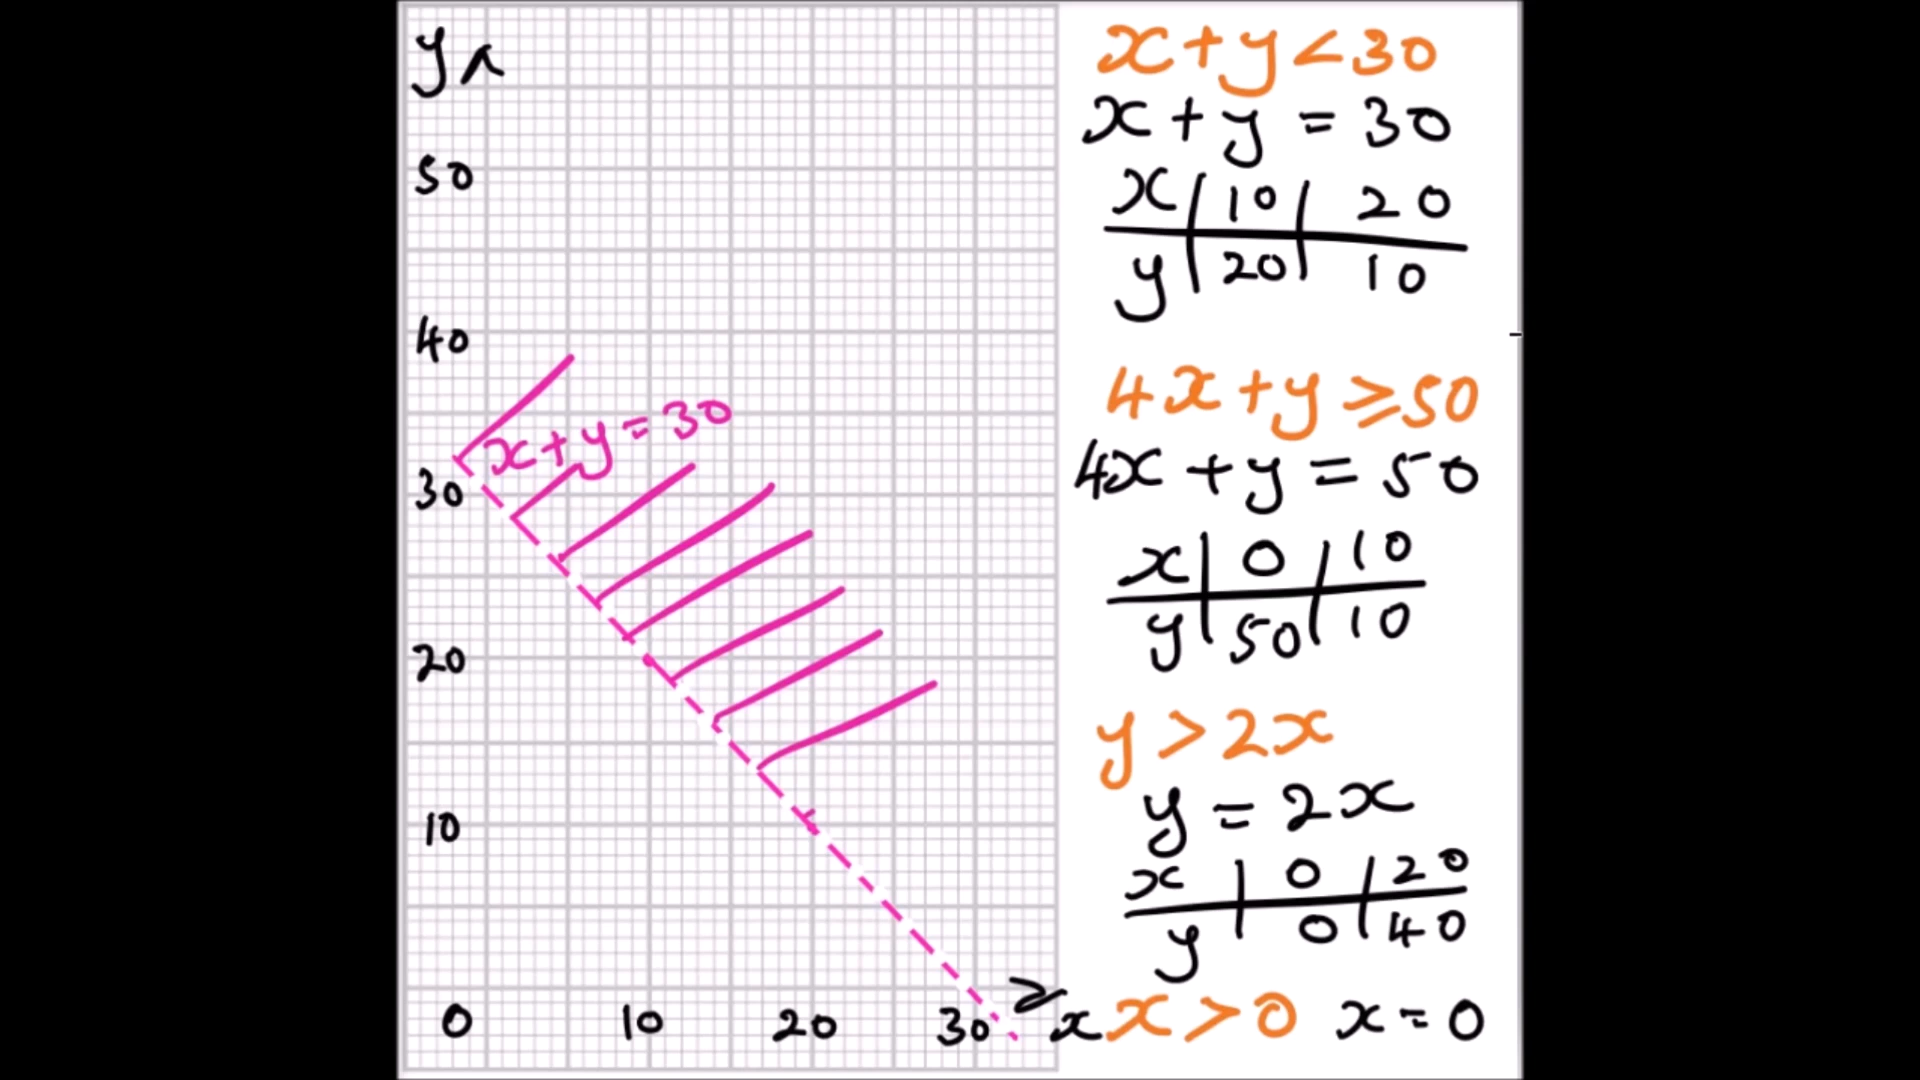 y
50
40
30
20
10
0 10 20 30 x
x+y=30
x+y<30
x+y=30
x 10 20
y 20 10
4x+y≥50
4x+y=50
x 0 10
y 50 10
y>2x
y=2x
x 0 20
y 0 40
x>0 x=0